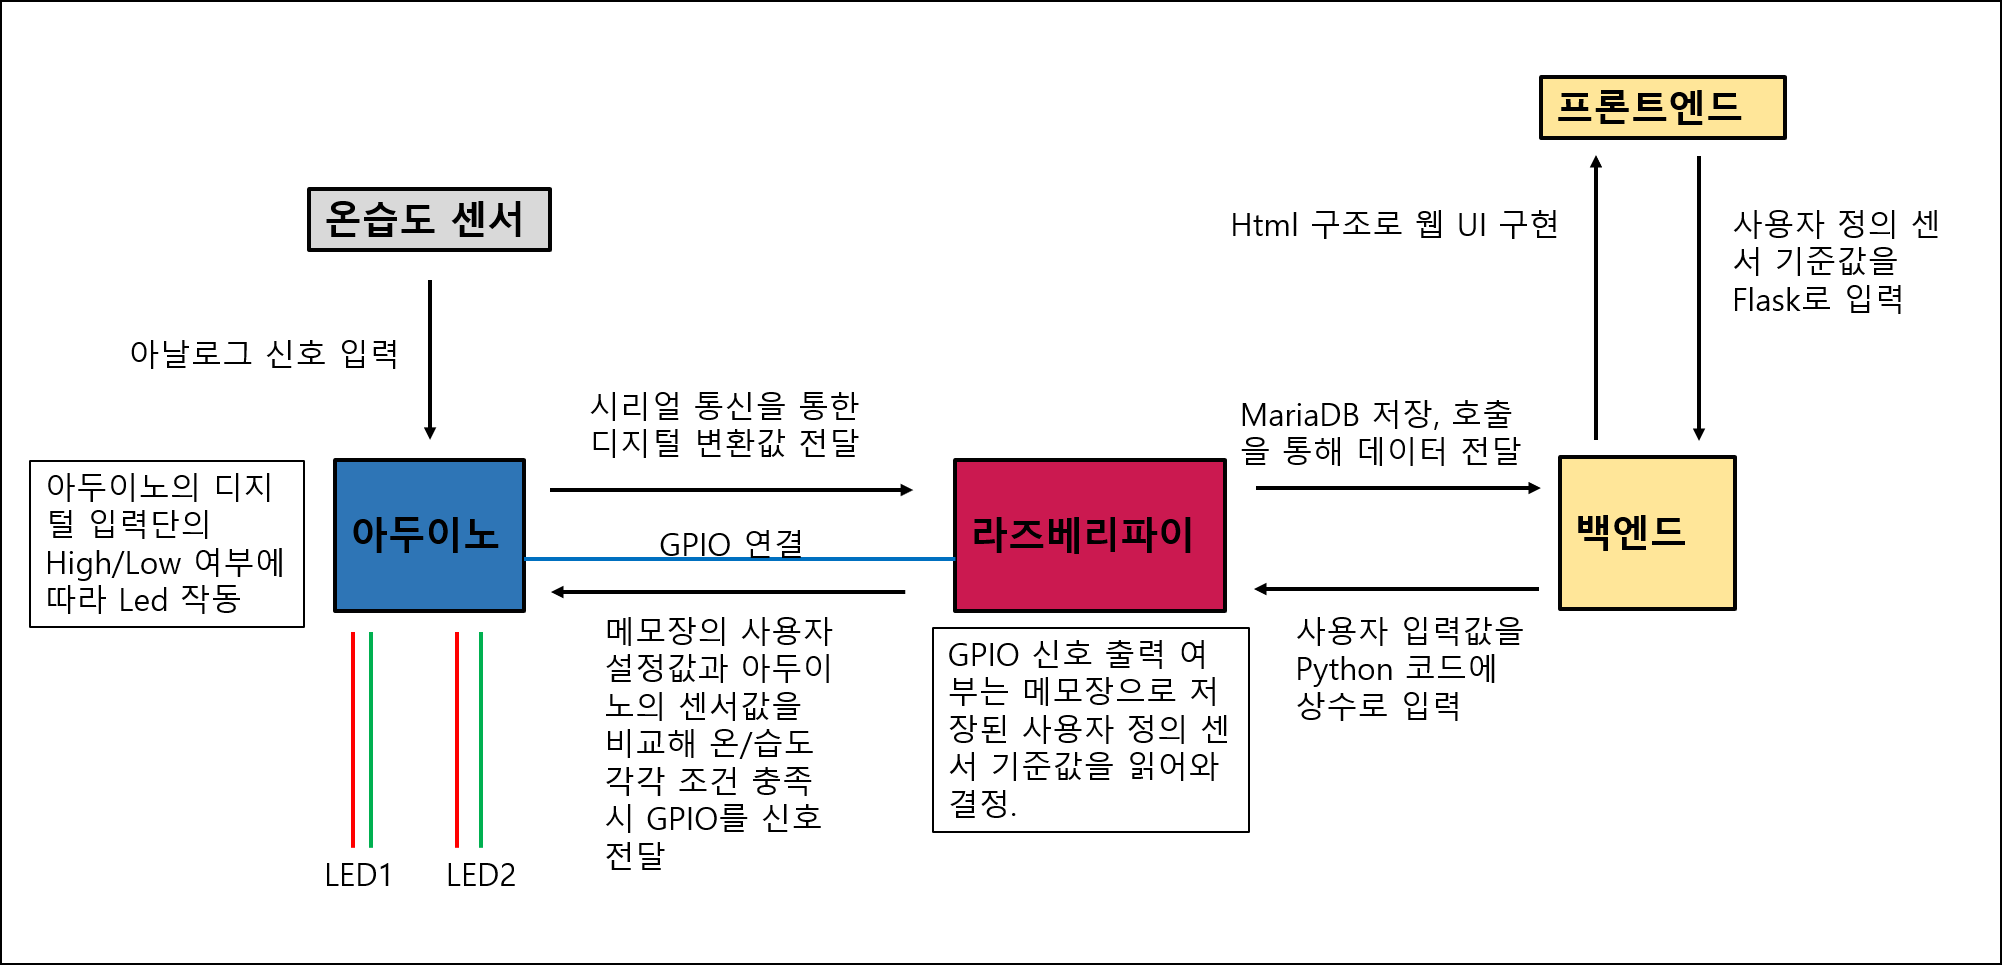 프론트엔드
온습도 센서
Html 구조로 웹 UI 구현
사용자 정의 센
서 기준값을
Flask로 입력
아날로그 신호 입력
시리얼 통신을 통한
디지털 변환값 전달
MariaDB 저장, 호출
을 통해 데이터 전달
아두이노의 디지
털 입력단의
High/Low 여부에
따라 Led 작동
아두이노
GPIO 연결
라즈베리파이
백엔드
메모장의 사용자
설정값과 아두이
노의 센서값을
비교해 온/습도
각각 조건 충족
시 GPIO를 신호
전달
GPIO 신호 출력 여
부는 메모장으로 저
장된 사용자 정의 센
서 기준값을 읽어와
결정.
사용자 입력값을
Python 코드에
상수로 입력
LED1
LED2